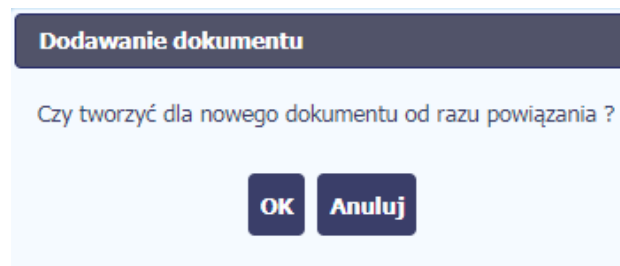 Dodawanie dokumentu
Czy tworzyć dla nowego dokumentu od razu powiązania ?
OK Anuluj